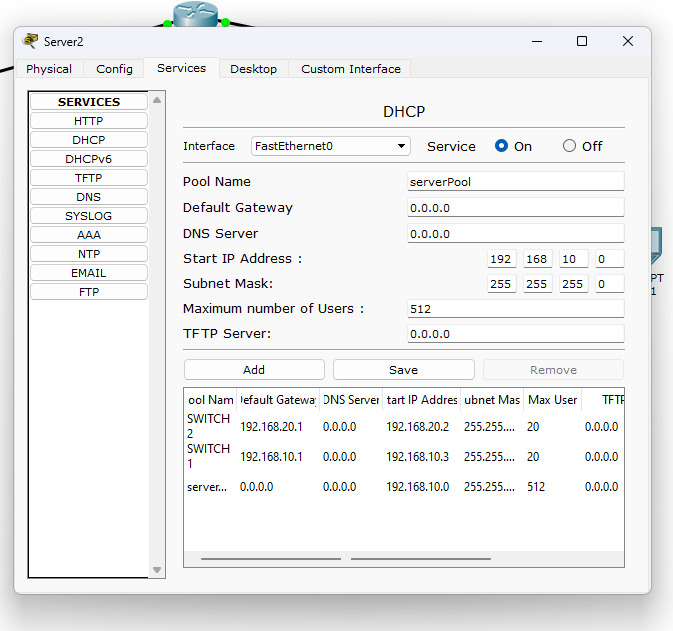 Server2
Physical Config Services Desktop Custom Interface
SERVICES
HTTP
DHCP
DHCPv6
TFTP
DNS
SYSLOG
AAA
NTP
EMAIL
FTP
DHCP
Interface FastEthernet0 Service On Off
Pool Name serverPool
Default Gateway 0.0.0.0
DNS Server 0.0.0.0
Start IP Address : 192 168 10 0
Subnet Mask: 255 255 255 0
Maximum number of Users : 512
TFTP Server: 0.0.0.0
Add Save Remove
ool Nam efault Gateway DNS Server tart IP Addres ubnet Mas Max User TFTP
SWITCH 2 192.168.20.1 0.0.0.0 192.168.20.2 255.255.... 20 0.0.0.0
SWITCH 1 192.168.10.1 0.0.0.0 192.168.10.3 255.255.... 20 0.0.0.0
server... 0.0.0.0 0.0.0.0 192.168.10.0 255.255.... 512 0.0.0.0
PT
1